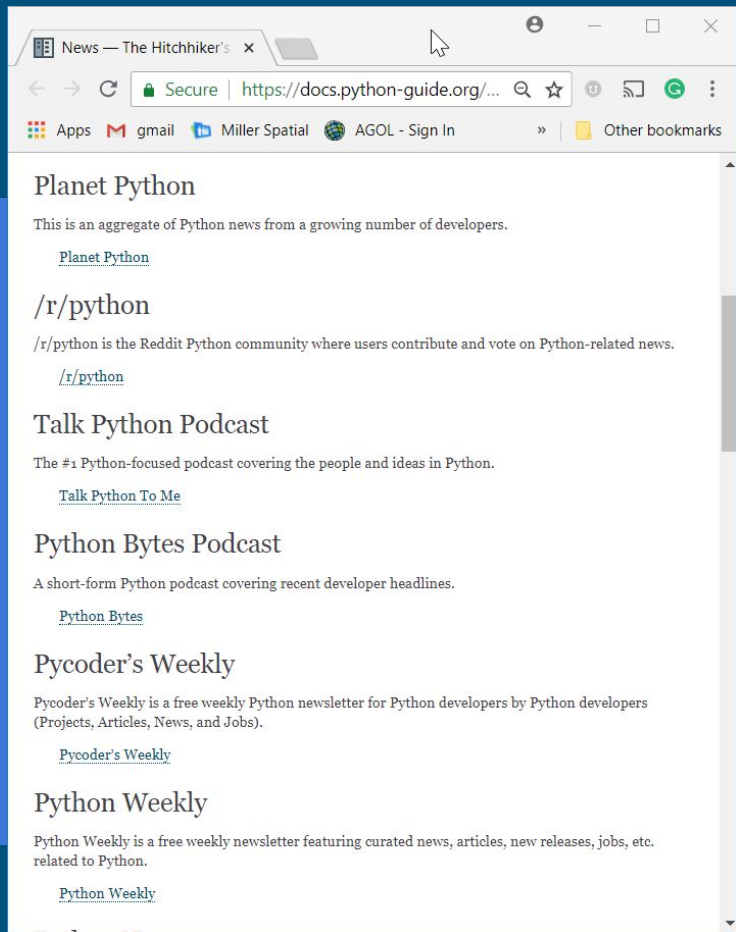 News — The Hitchhiker's
Secure https://docs.python-guide.org/...
Apps gmail Miller Spatial AGOL - Sign In » Other bookmarks
Planet Python
This is an aggregate of Python news from a growing number of developers.
Planet Python
/r/python
/r/python is the Reddit Python community where users contribute and vote on Python-related news.
/r/python
Talk Python Podcast
The #1 Python-focused podcast covering the people and ideas in Python.
Talk Python To Me
Python Bytes Podcast
A short-form Python podcast covering recent developer headlines.
Python Bytes
Pycoder’s Weekly
Pycoder’s Weekly is a free weekly Python newsletter for Python developers by Python developers
(Projects, Articles, News, and Jobs).
Pycoder’s Weekly
Python Weekly
Python Weekly is a free weekly newsletter featuring curated news, articles, new releases, jobs, etc.
related to Python.
Python Weekly